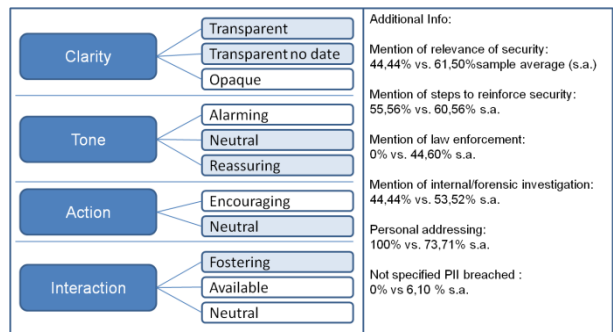 Clarity
Transparent
Transparent no date
Opaque
Tone
Alarming
Neutral
Reassuring
Action
Encouraging
Neutral
Interaction
Fostering
Available
Neutral
Additional Info:
Mention of relevance of security:
44,44% vs. 61,50%sample average (s.a.)
Mention of steps to reinforce security:
55,56% vs. 60,56% s.a.
Mention of law enforcement:
0% vs. 44,60% s.a.
Mention of internal/forensic investigation:
44,44% vs. 53,52% s.a.
Personal addressing:
100% vs. 73,71% s.a.
Not specified PII breached :
0% vs 6,10 % s.a.